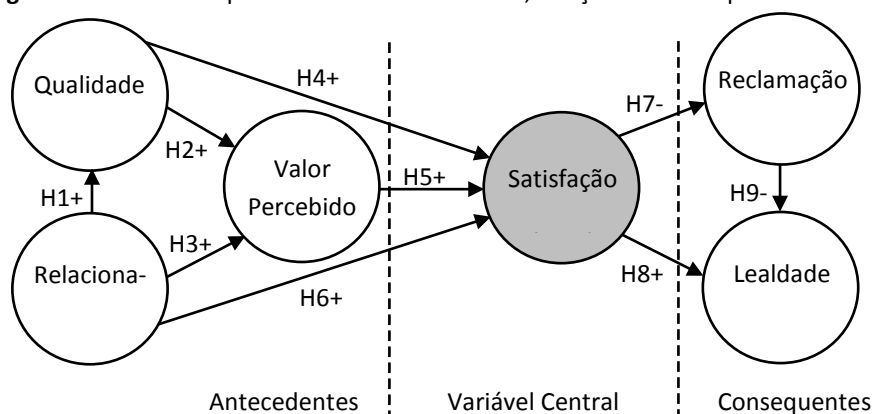 Qualidade
H4+
Reclamação
H7-
H2+
Valor
Percebido
H5+
Satisfação
H1+
H9-
H3+
Relaciona-
H6+
H8+
Lealdade
Antecedentes
Variável Central
Consequentes